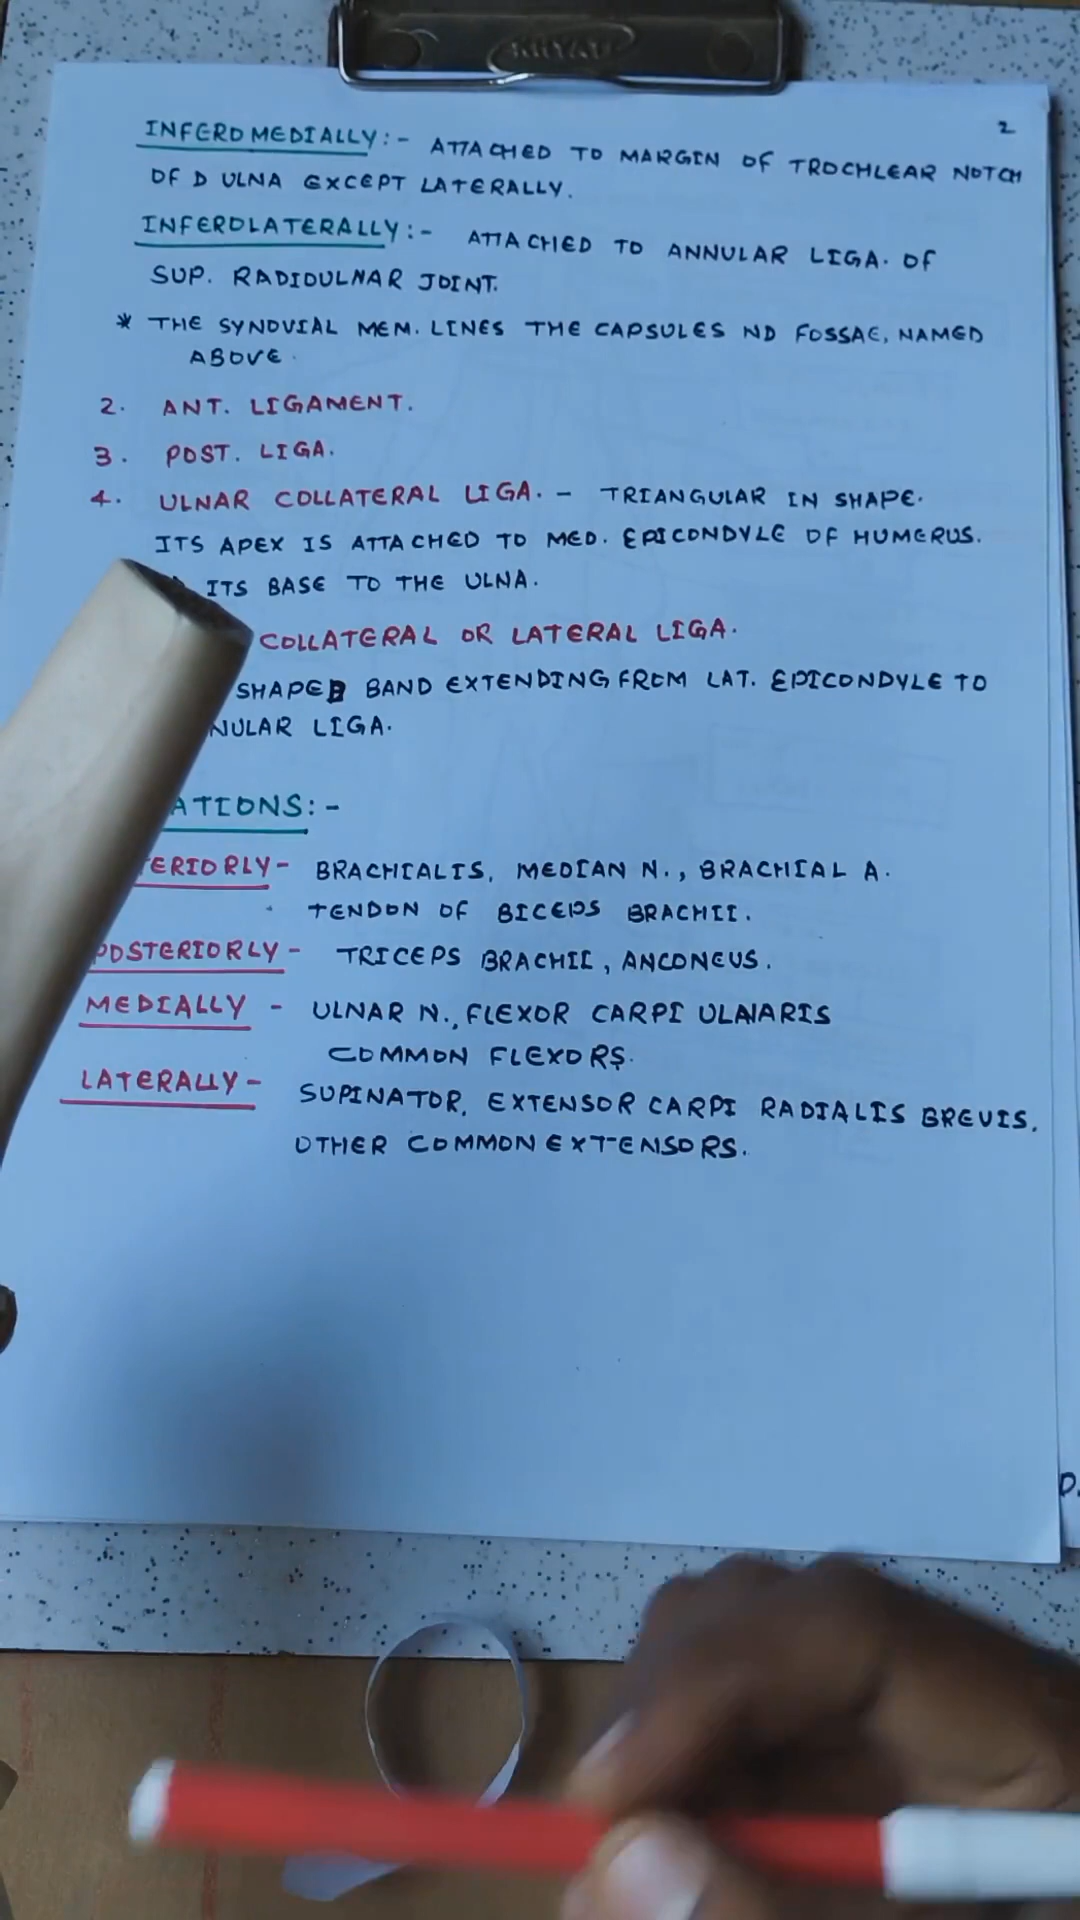 2
INFEROMEDIALLY:- ATTACHED TO MARGIN OF TROCHLEAR NOTCH
OF D ULNA EXCEPT LATERALLY.
INFEROLATERALLY:- ATTACHED TO ANNULAR LIGA. OF
SUP. RADIOULNAR JOINT.
* THE SYNOVIAL MEM. LINES THE CAPSULES ND FOSSAE, NAMED
ABOVE.
2. ANT. LIGAMENT.
3. POST. LIGA.
4. ULNAR COLLATERAL LIGA. - TRIANGULAR IN SHAPE.
ITS APEX IS ATTACHED TO MED. EPICONDYLE OF HUMERUS.
ITS BASE TO THE ULNA.
COLLATERAL OR LATERAL LIGA.
SHAPED BAND EXTENDING FROM LAT. EPICONDYLE TO
NULAR LIGA.
ATIONS:-
TERIORLY- BRACHIALIS, MEDIAN N., BRACHIAL A.
TENDON OF BICEPS BRACHII.
POSTERIORLY- TRICEPS BRACHII, ANCONEUS.
MEDIALLY - ULNAR N., FLEXOR CARPI ULNARIS
COMMON FLEXORS.
LATERALLY- SUPINATOR, EXTENSOR CARPI RADIALIS BREVIS.
OTHER COMMON EXTENSORS.